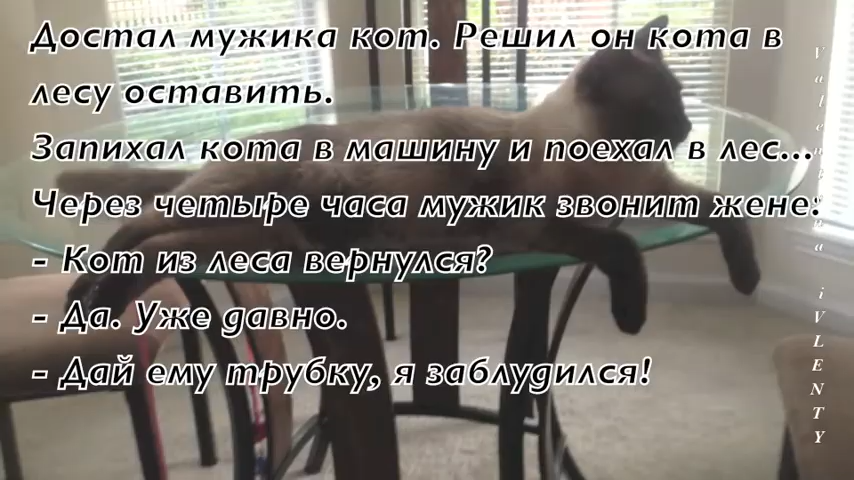 Достал мужика кот. Решил он кота в
лесу оставить.
Запихал кота в машину и поехал в лес...
Через четыре часа мужик звонит жене:
- Кот из леса вернулся?
- Да. Уже давно.
- Дай ему трубку, я заблудился!
iVLENTY